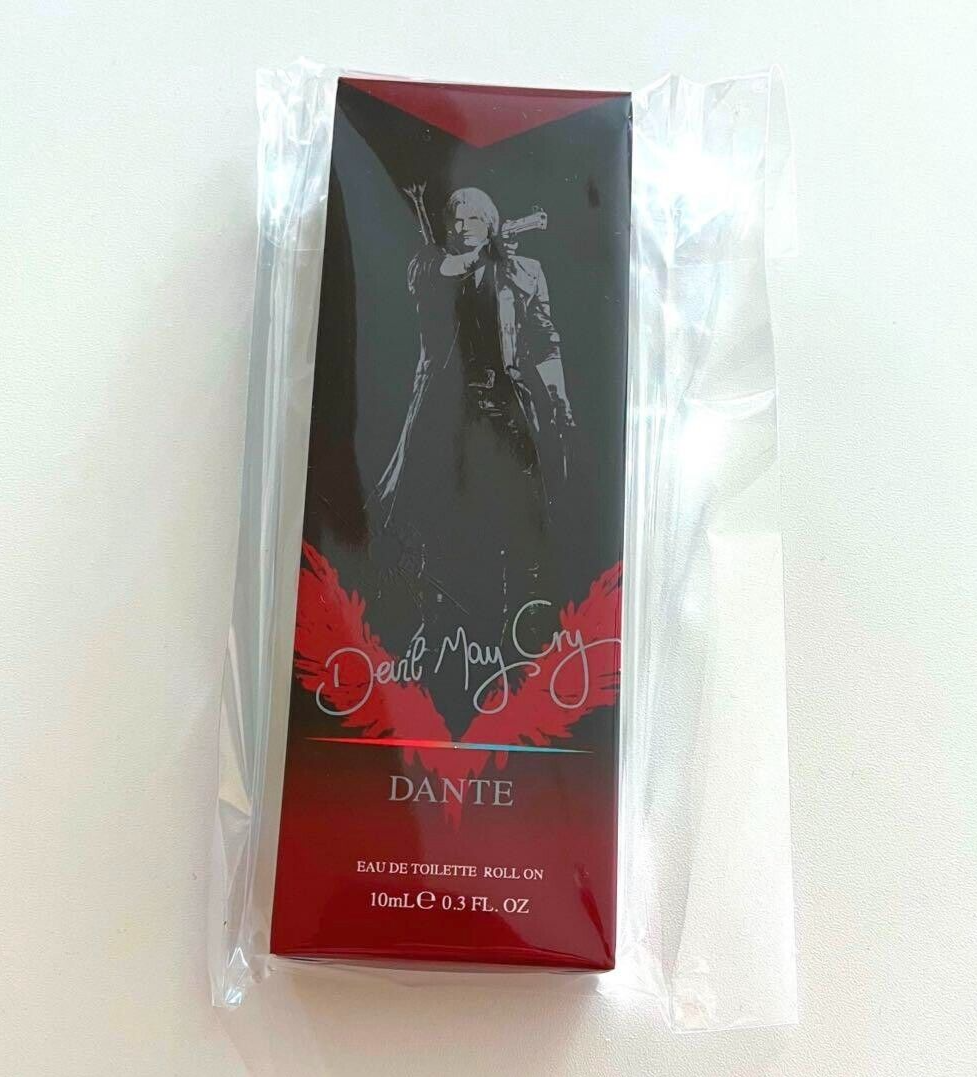 Devil May Cry
DANTE
EAU DE TOILETTE ROLL ON
10mL℮ 0.3 FL. OZ